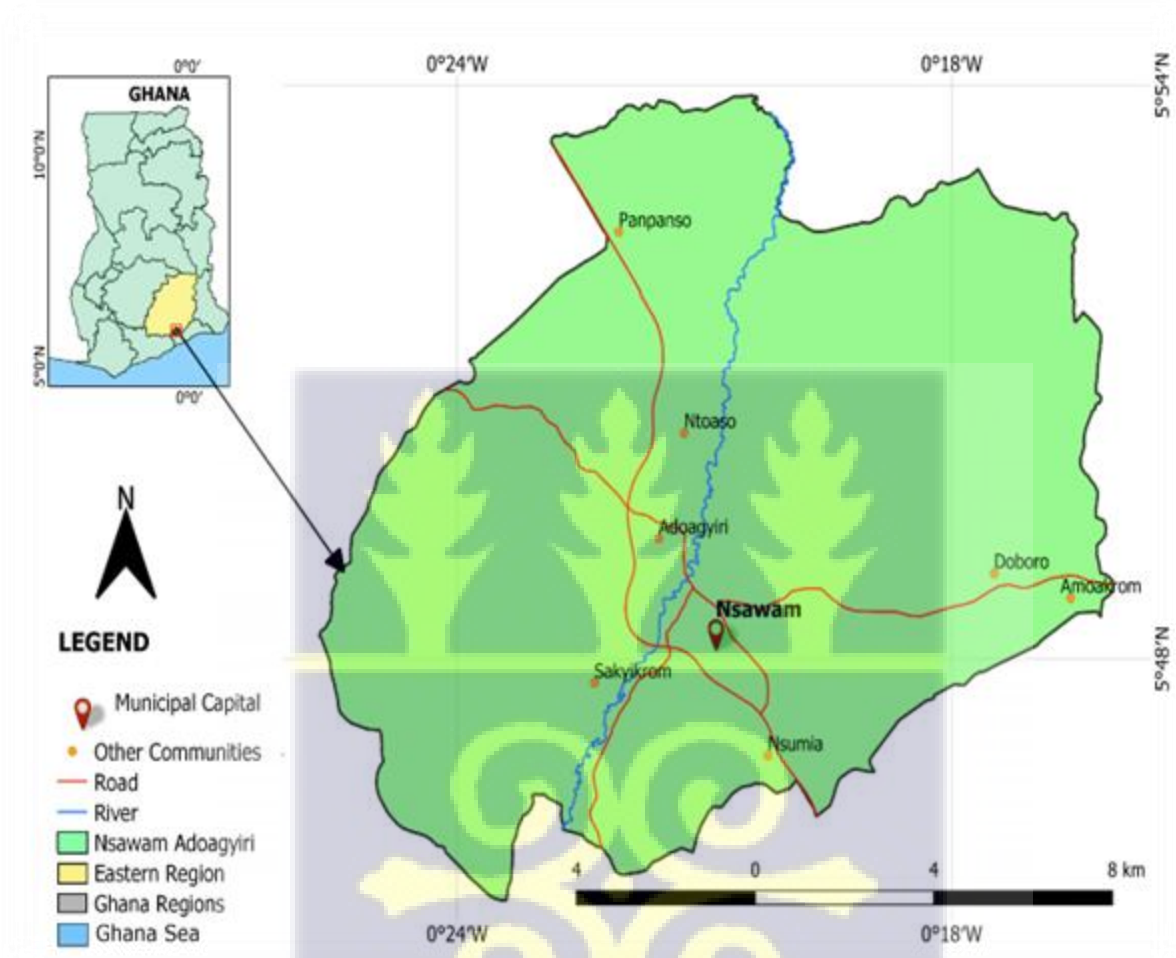 0°0'
GHANA
10°0'N
5°0'N
0°0'
0°24'W
0°18'W
5°54'N
Panpanso
Ntoaso
Adoagyiri
Doboro
Amoakrom
Nsawam
5°48'N
Sakyikrom
Nsumia
N
LEGEND
Municipal Capital
Other Communities
Road
River
Nsawam Adoagyiri
Eastern Region
Ghana Regions
Ghana Sea
4 0 4 8 km
0°24'W
0°18'W